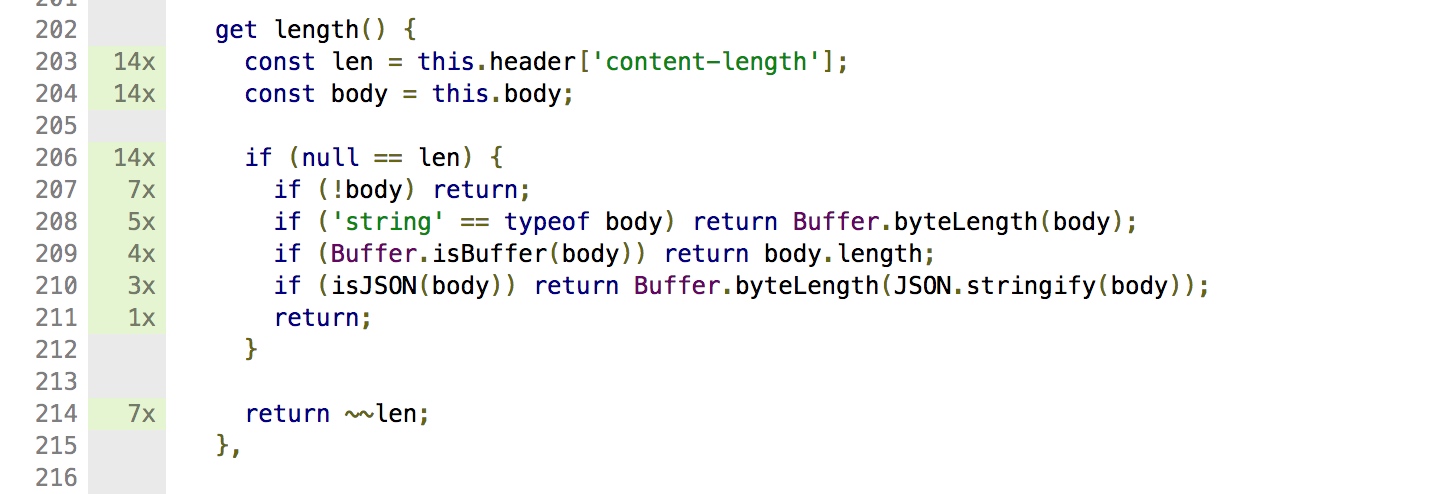 201
202 get length() {
203 14x const len = this.header['content-length'];
204 14x const body = this.body;
205
206 14x if (null == len) {
207 7x if (!body) return;
208 5x if ('string' == typeof body) return Buffer.byteLength(body);
209 4x if (Buffer.isBuffer(body)) return body.length;
210 3x if (isJSON(body)) return Buffer.byteLength(JSON.stringify(body));
211 1x return;
212 }
213
214 7x return ~~len;
215 },
216